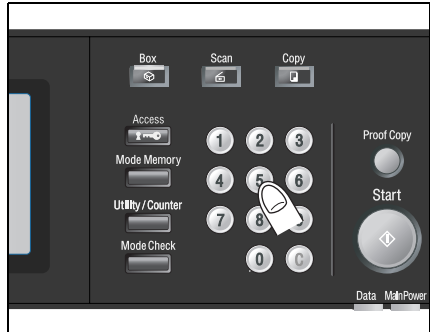 Box Scan Copy
Access
Mode Memory
Utility / Counter
Mode Check
1 2 3
4 5 6
7 8
0 C
Proof Copy
Start
Data Main Power